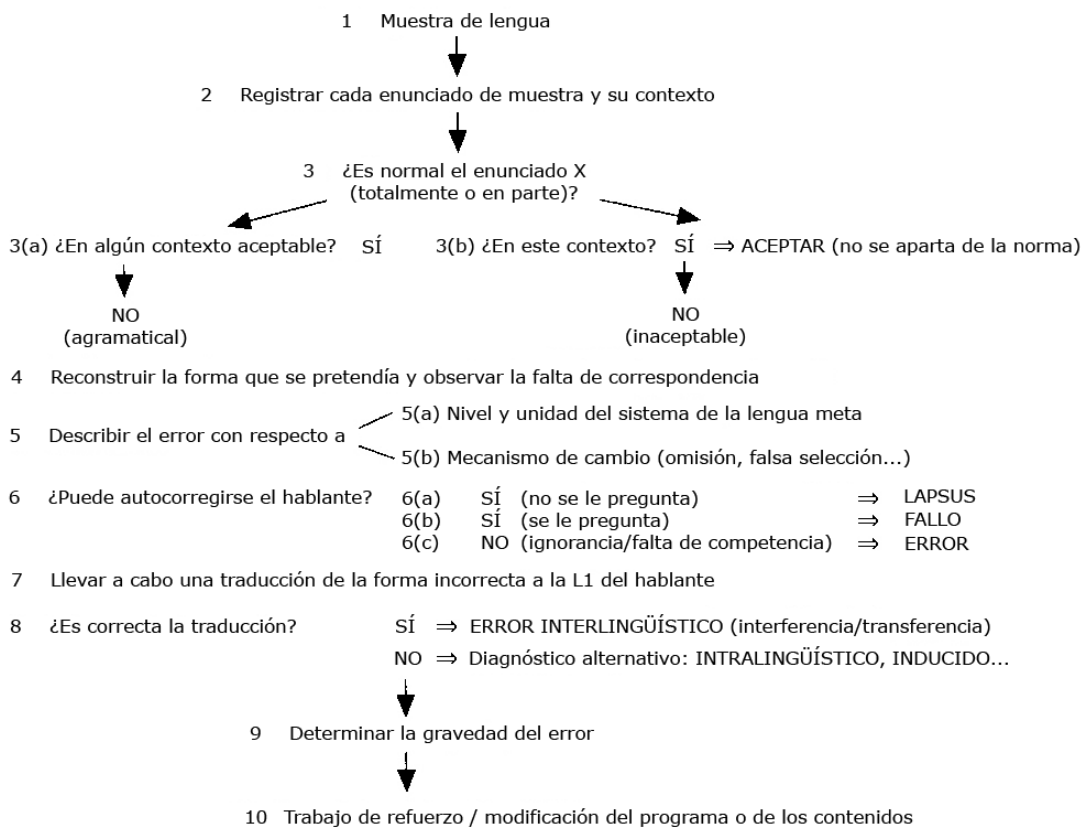 1 Muestra de lengua
2 Registrar cada enunciado de muestra y su contexto
3 ¿Es normal el enunciado X
(totalmente o en parte)?
3(a) ¿En algún contexto aceptable? SÍ 3(b) ¿En este contexto? SÍ ⇒ ACEPTAR (no se aparta de la norma)
NO NO
(agramatical) (inaceptable)
4 Reconstruir la forma que se pretendía y observar la falta de correspondencia
5(a) Nivel y unidad del sistema de la lengua meta
5 Describir el error con respecto a
5(b) Mecanismo de cambio (omisión, falsa selección...)
6 ¿Puede autocorregirse el hablante? 6(a) SÍ (no se le pregunta) ⇒ LAPSUS
6(b) SÍ (se le pregunta) ⇒ FALLO
6(c) NO (ignorancia/falta de competencia) ⇒ ERROR
7 Llevar a cabo una traducción de la forma incorrecta a la L1 del hablante
8 ¿Es correcta la traducción? SÍ ⇒ ERROR INTERLINGÜÍSTICO (interferencia/transferencia)
NO ⇒ Diagnóstico alternativo: INTRALINGÜÍSTICO, INDUCIDO...
9 Determinar la gravedad del error
10 Trabajo de refuerzo / modificación del programa o de los contenidos